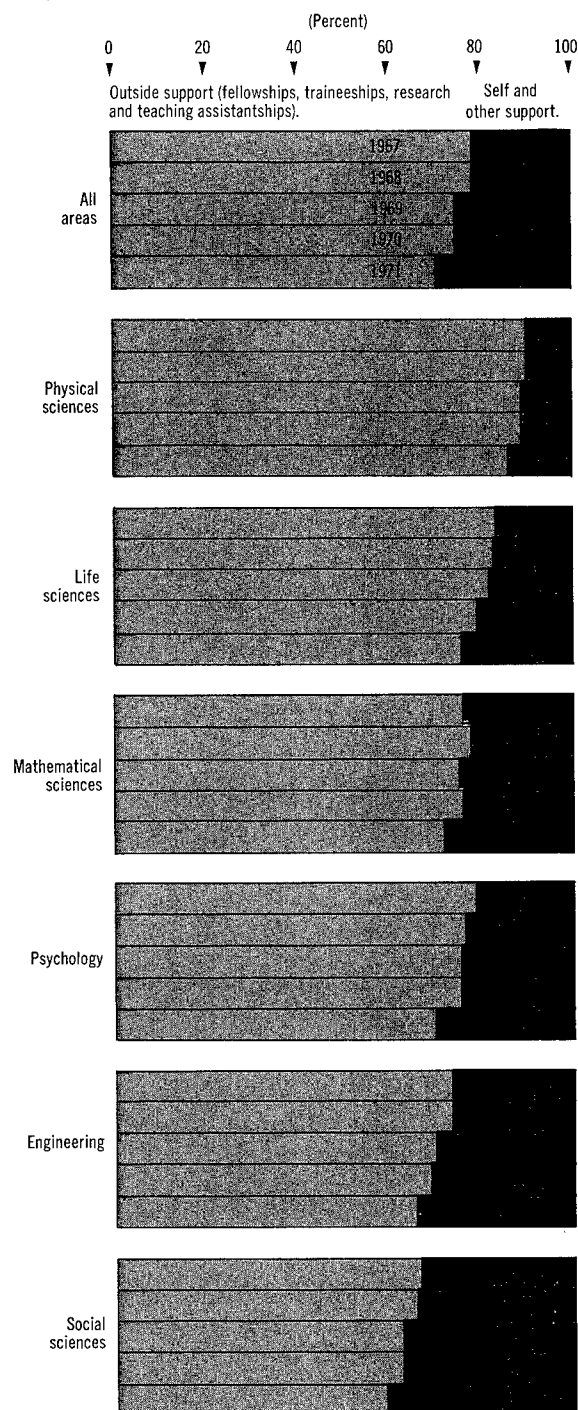 (Percent)
0 20 40 60 80 100
Outside support (fellowships, traineeships, research
and teaching assistantships).
Self and
other support.
All
areas
1967
1968
1969
1970
1971
Physical
sciences
Life
sciences
Mathematical
sciences
Psychology
Engineering
Social
sciences